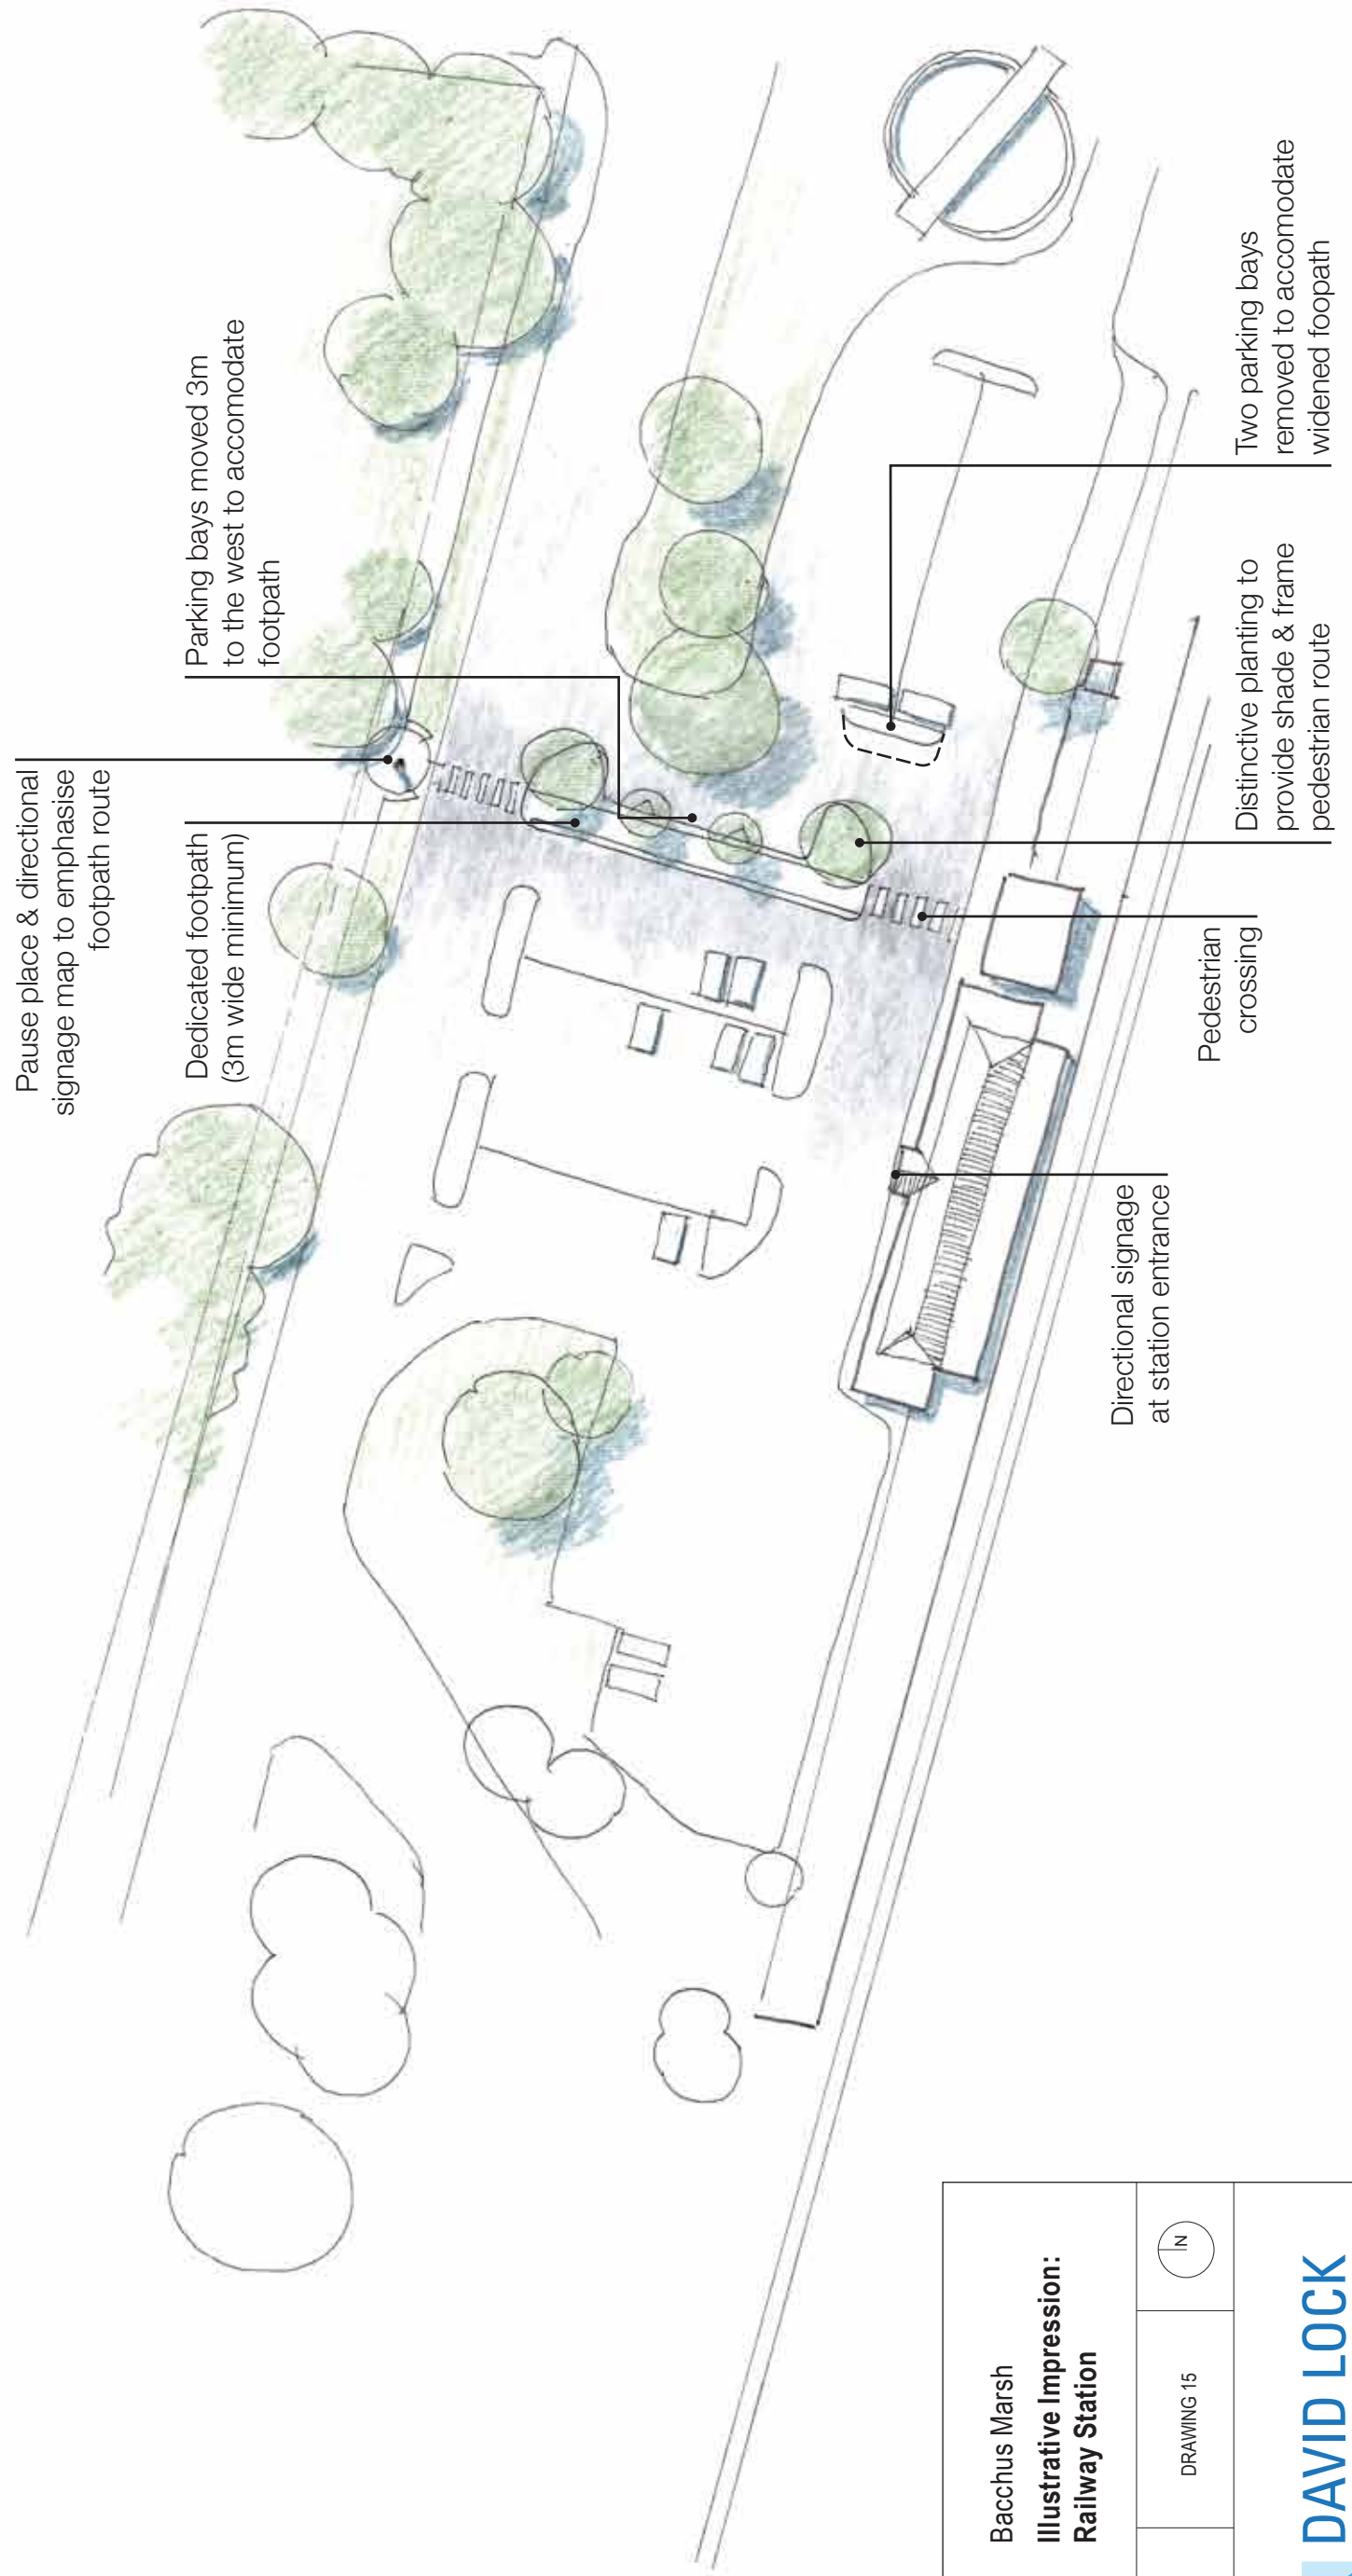 Pause place & directional
signage map to emphasise
footpath route
Dedicated footpath
(3m wide minimum)
Parking bays moved 3m
to the west to accomodate
footpath
Directional signage
at station entrance
Pedestrian
crossing
Distinctive planting to
provide shade & frame
pedestrian route
Two parking bays
removed to accomodate
widened foopath
Bacchus Marsh
Illustrative Impression:
Railway Station
DRAWING 15
N
DAVID LOCK